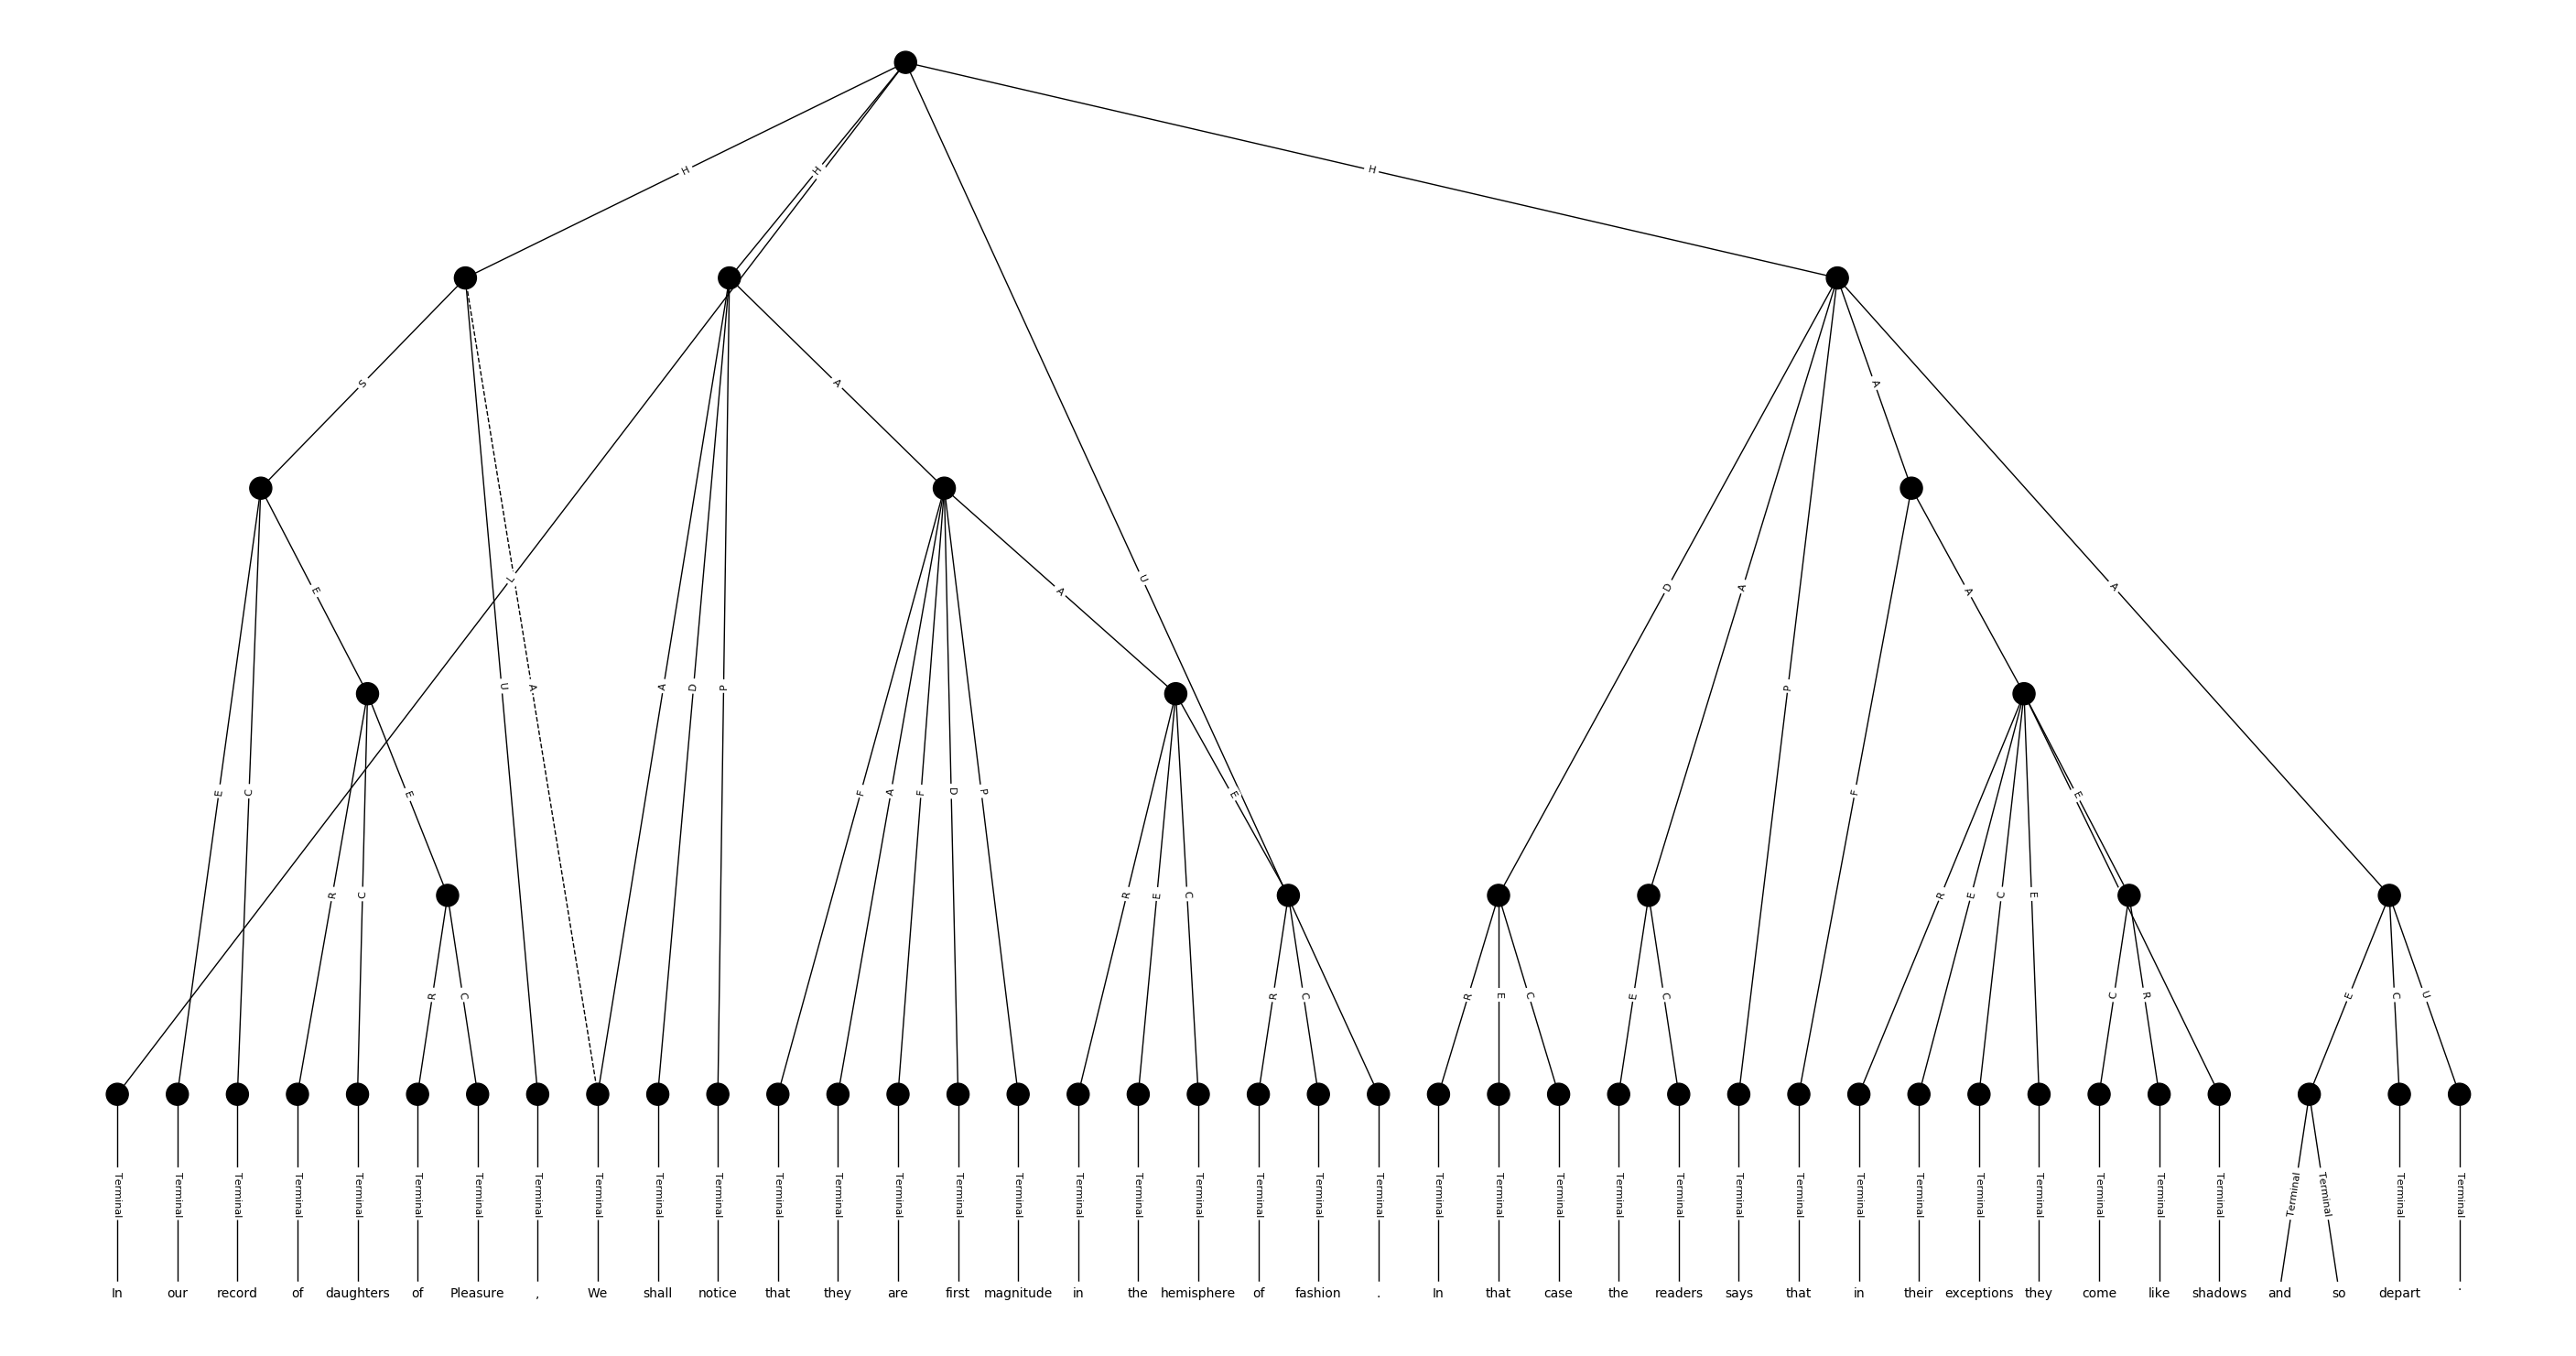 H H H
S A A
L U E A U A D A A
U A A D P
E C E F A F D P E P F E
R C R E C R E C E
R C R C R E C E C C R E C U
Terminal Terminal Terminal Terminal Terminal Terminal Terminal Terminal Terminal Terminal Terminal Terminal Terminal Terminal Terminal Terminal Terminal Terminal Terminal Terminal Terminal Terminal Terminal Terminal Terminal Terminal Terminal Terminal Terminal Terminal Terminal Terminal Terminal Terminal Terminal Terminal Terminal Terminal Terminal Terminal
In our record of daughters of Pleasure , We shall notice that they are first magnitude in the hemisphere of fashion . In that case the readers says that in their exceptions they come like shadows and so depart .